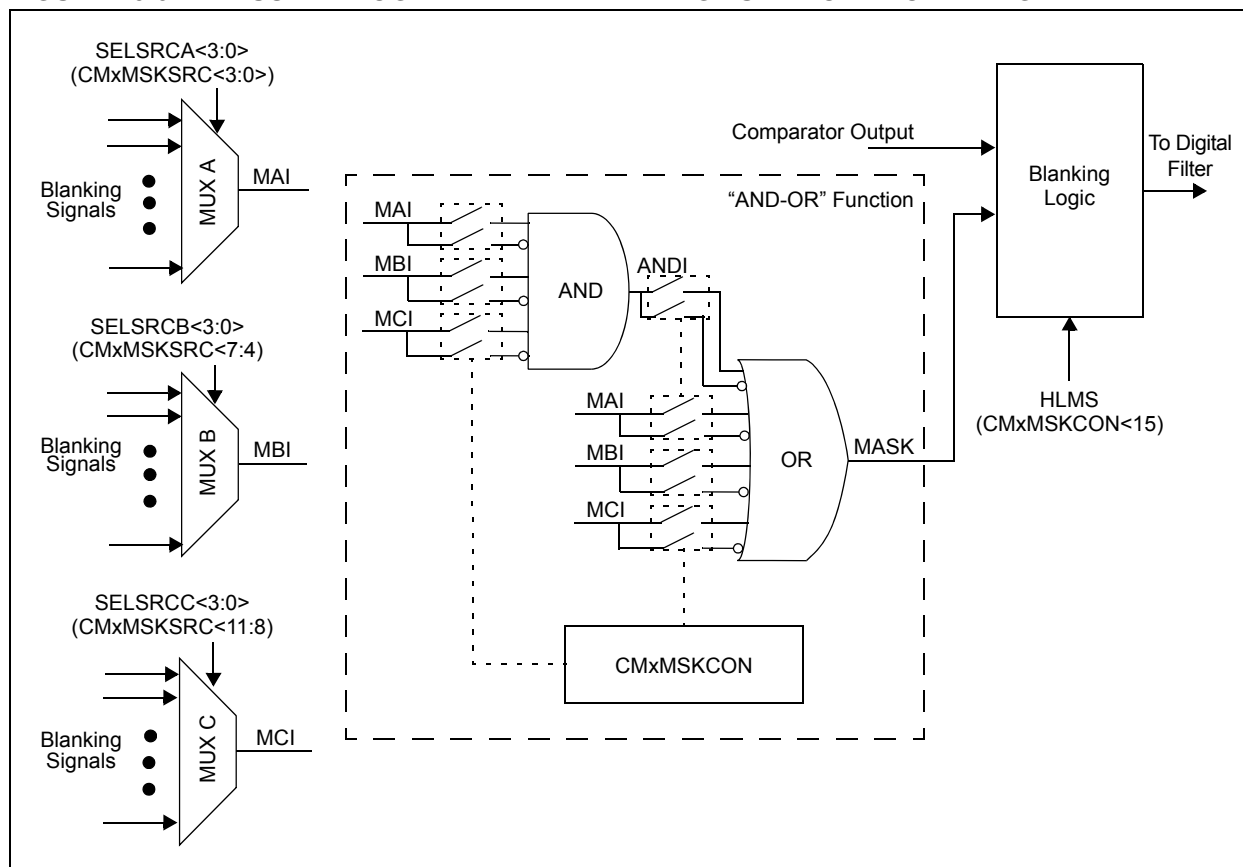 SELSRCA<3:0>
(CMxMSKSRC<3:0>)
MUX A
MAI
Blanking
Signals
SELSRCB<3:0>
(CMxMSKSRC<7:4)
MUX B
MBI
Blanking
Signals
SELSRCC<3:0>
(CMxMSKSRC<11:8)
MUX C
MCI
Blanking
Signals
“AND-OR” Function
MAI
MBI
MCI
AND
ANDI
MAI
MBI
MCI
OR
MASK
CMxMSKCON
Comparator Output
Blanking
Logic
To Digital
Filter
HLMS
(CMxMSKCON<15)